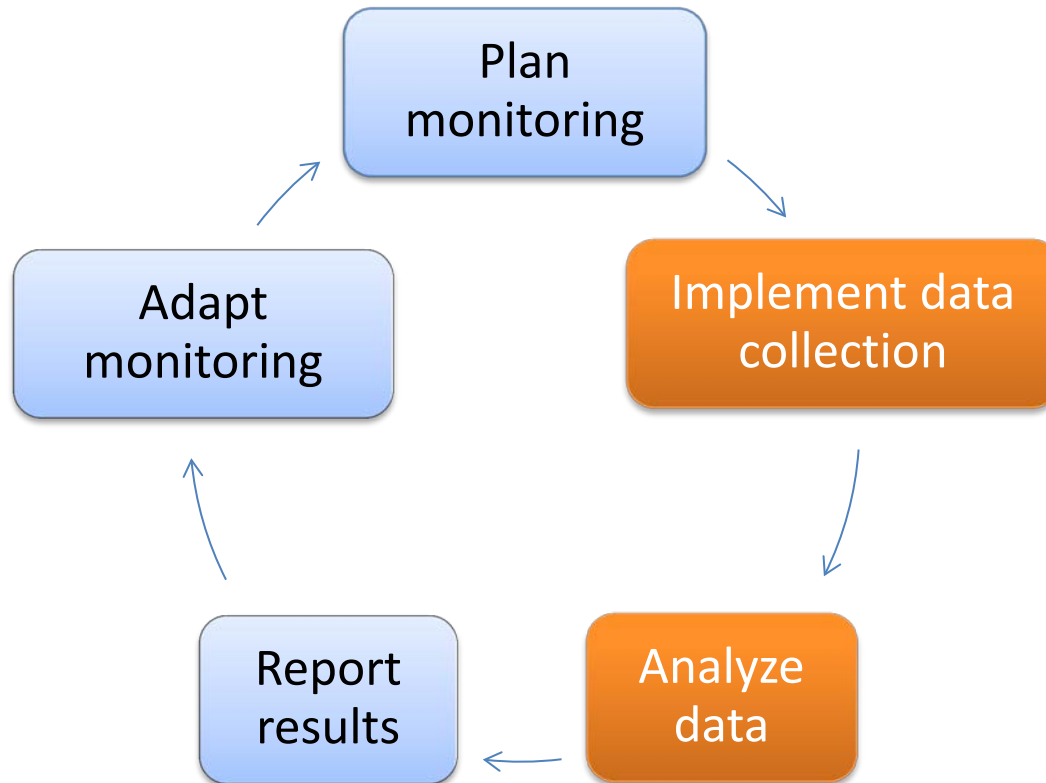 Plan
monitoring
Implement data
collection
Analyze
data
Report
results
Adapt
monitoring